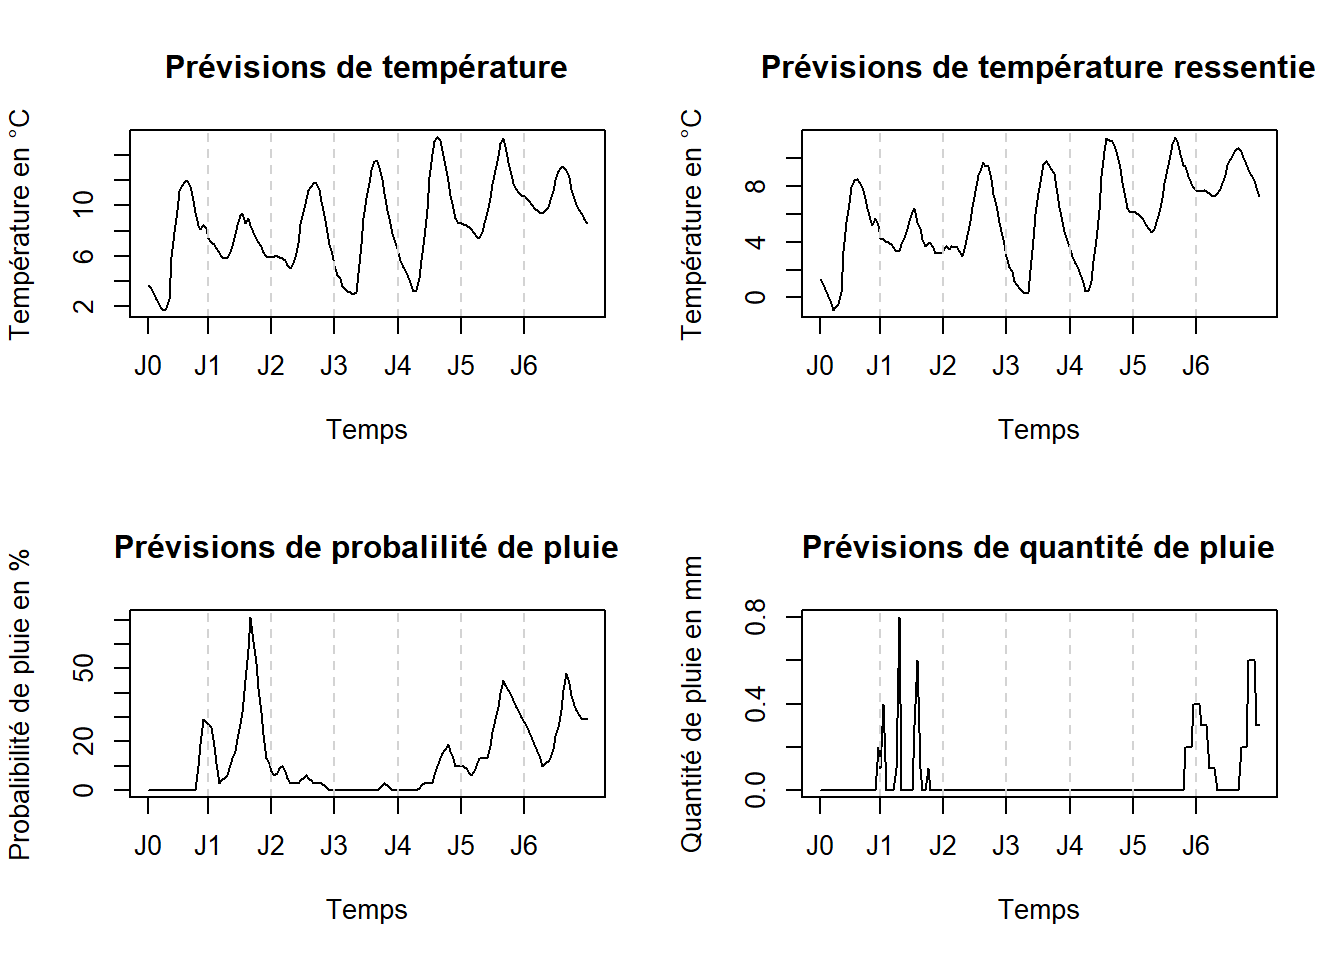 Prévisions de température
Température en °C
10
6
2
J0 J1 J2 J3 J4 J5 J6
Temps
Prévisions de température ressentie
Température en °C
8
4
0
J0 J1 J2 J3 J4 J5 J6
Temps
Prévisions de probalilité de pluie
Probalibilité de pluie en %
50
20
0
J0 J1 J2 J3 J4 J5 J6
Temps
Prévisions de quantité de pluie
Quantité de pluie en mm
0.8
0.4
0.0
J0 J1 J2 J3 J4 J5 J6
Temps